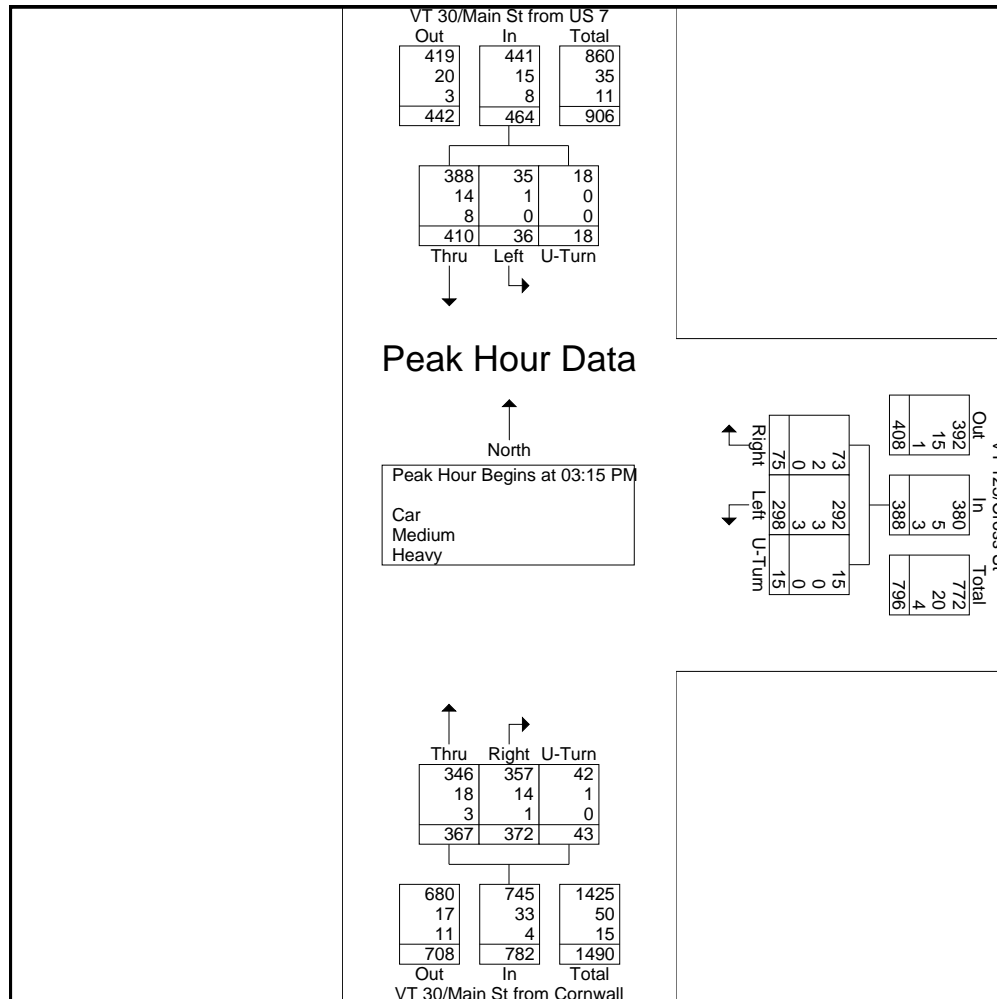 VT 30/Main St from US 7
Out In Total
419 441 860
20 15 35
3 8 11
442 464 906
388 35 18
14 1 0
8 0 0
410 36 18
Thru Left U-Turn
Peak Hour Data
North
Peak Hour Begins at 03:15 PM
Car
Medium
Heavy
Out In Total
392 380 772
15 5 20
1 3 4
408 388 796
73 292 15
2 3 0
0 3 0
75 298 15
Right Left U-Turn
Thru Right U-Turn
346 357 42
18 14 1
3 1 0
367 372 43
680 745 1425
17 33 50
11 4 15
708 782 1490
Out In Total
VT 30/Main St from Cornwall